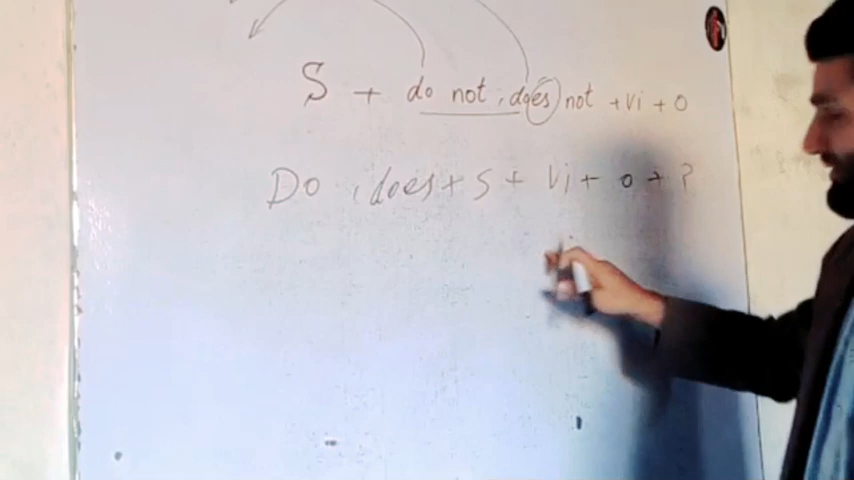 S + do not , does not + Vi + O
Do , does + S + Vi + o + ?